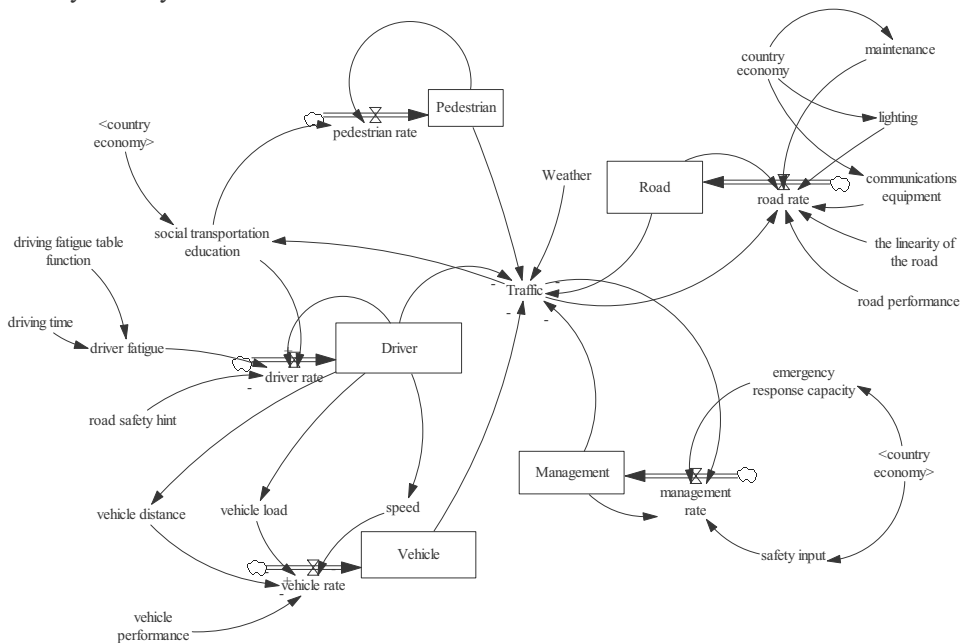 Pedestrian
pedestrian rate
<country
economy>
social transportation
education
driving fatigue table
function
driving time
driver fatigue
road safety hint
driver rate
Driver
vehicle distance
vehicle load
speed
Vehicle
vehicle rate
vehicle
performance
Weather
Traffic
Road
road rate
country
economy
maintenance
lighting
communications
equipment
the linearity of
the road
road performance
emergency
response capacity
<country
economy>
safety input
Management
management
rate